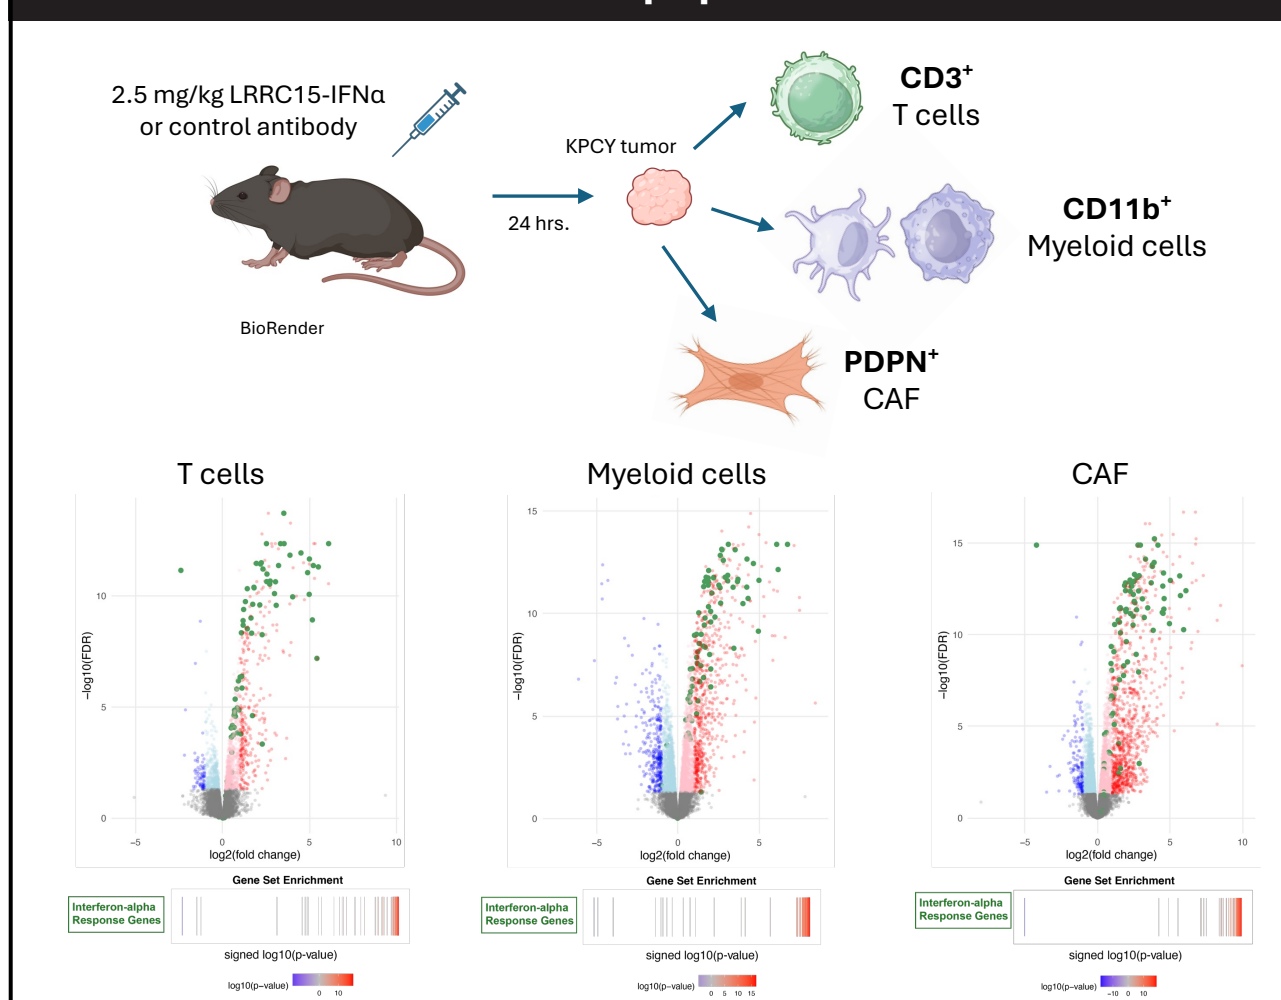 2.5 mg/kg LRRC15-IFNα
or control antibody
BioRender
24 hrs.
KPCY tumor
CD3⁺
T cells
CD11b⁺
Myeloid cells
PDPN⁺
CAF
T cells
−log10(FDR)
10
5
0
−5
0
5
10
log2(fold change)
Gene Set Enrichment
Interferon-alpha
Response Genes
signed log10(p-value)
log10(p−value)
0 10
Myeloid cells
−log10(FDR)
15
10
5
0
−5
0
5
log2(fold change)
Gene Set Enrichment
Interferon-alpha
Response Genes
signed log10(p-value)
log10(p−value)
0 5 10 15
CAF
−log10(FDR)
15
10
5
0
−5
0
5
10
log2(fold change)
Gene Set Enrichment
Interferon-alpha
Response Genes
signed log10(p-value)
log10(p−value)
−10 0 10